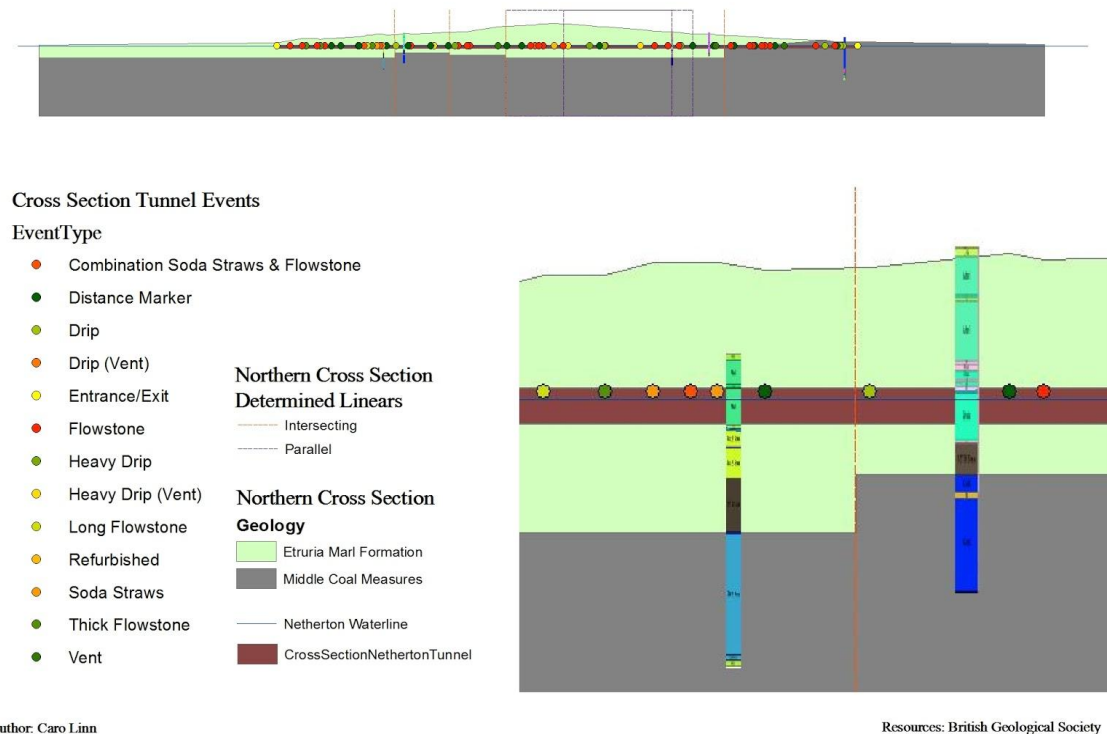 Cross Section Tunnel Events
EventType
Combination Soda Straws & Flowstone
Distance Marker
Drip
Drip (Vent)
Entrance/Exit
Flowstone
Heavy Drip
Heavy Drip (Vent)
Long Flowstone
Refurbished
Soda Straws
Thick Flowstone
Vent
Northern Cross Section
Determined Linears
Intersecting
Parallel
Northern Cross Section
Geology
Etruria Marl Formation
Middle Coal Measures
Netherton Waterline
CrossSectionNethertonTunnel
uthor: Caro Linn
Resources: British Geological Society